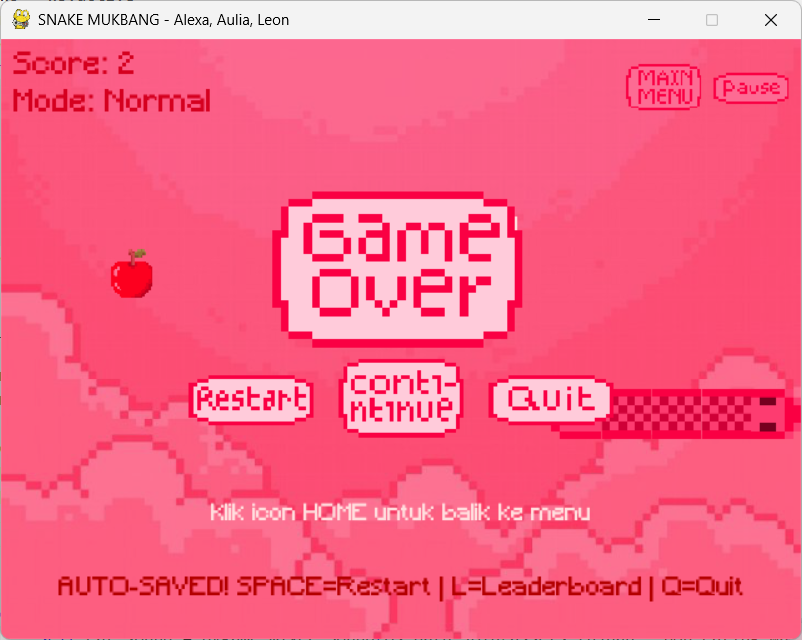 SNAKE MUKBANG - Alexa, Aulia, Leon
Score: 2
Mode: Normal
MAIN
MENU
Pause
Game
Over
Restart
conti-
ntinue
Quit
Klik icon HOME untuk balik ke menu
AUTO-SAVED! SPACE=Restart | L=Leaderboard | Q=Quit